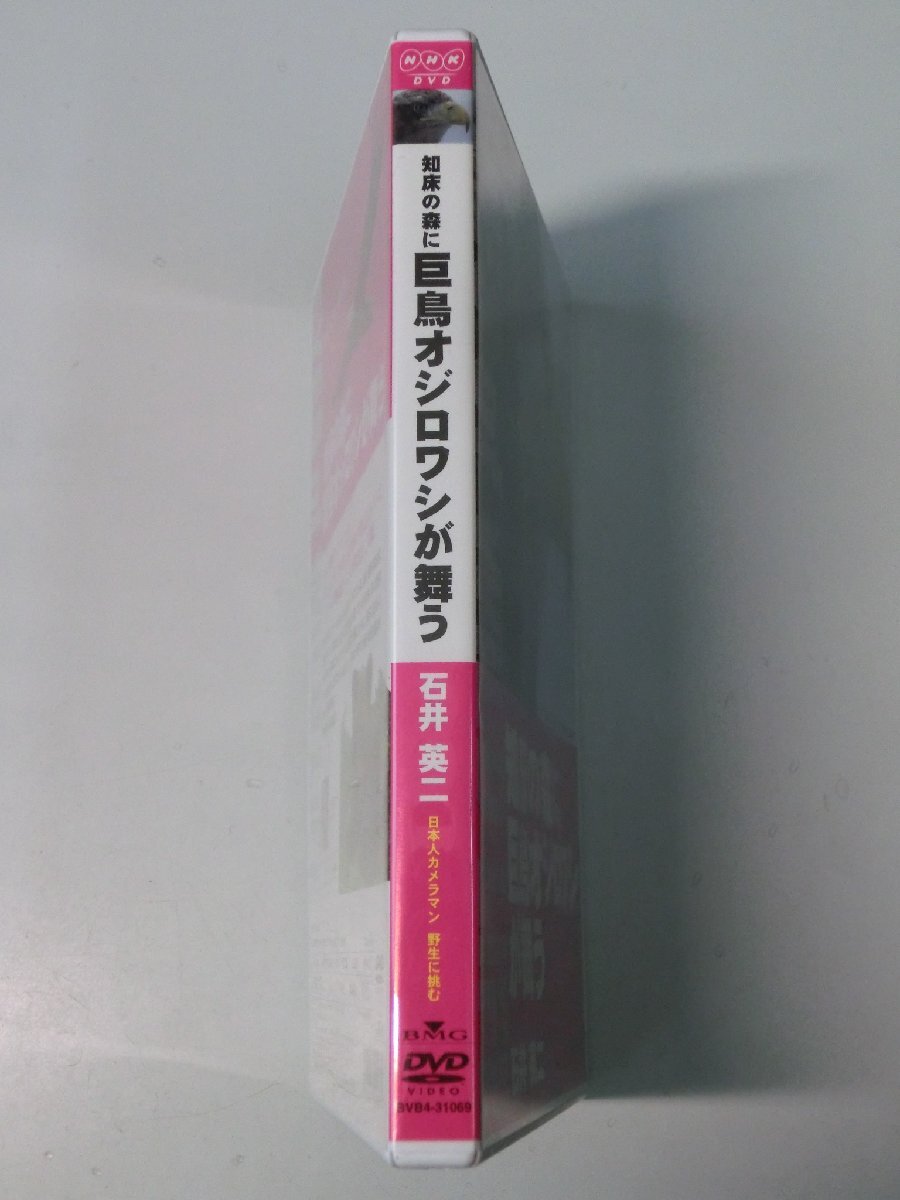 NHK
DVD
知床の森に
巨鳥オジロワシが舞う
石井 英二
日本人カメラマン 野生に挑む
BMG
DVD
VIDEO
BVB4-31069